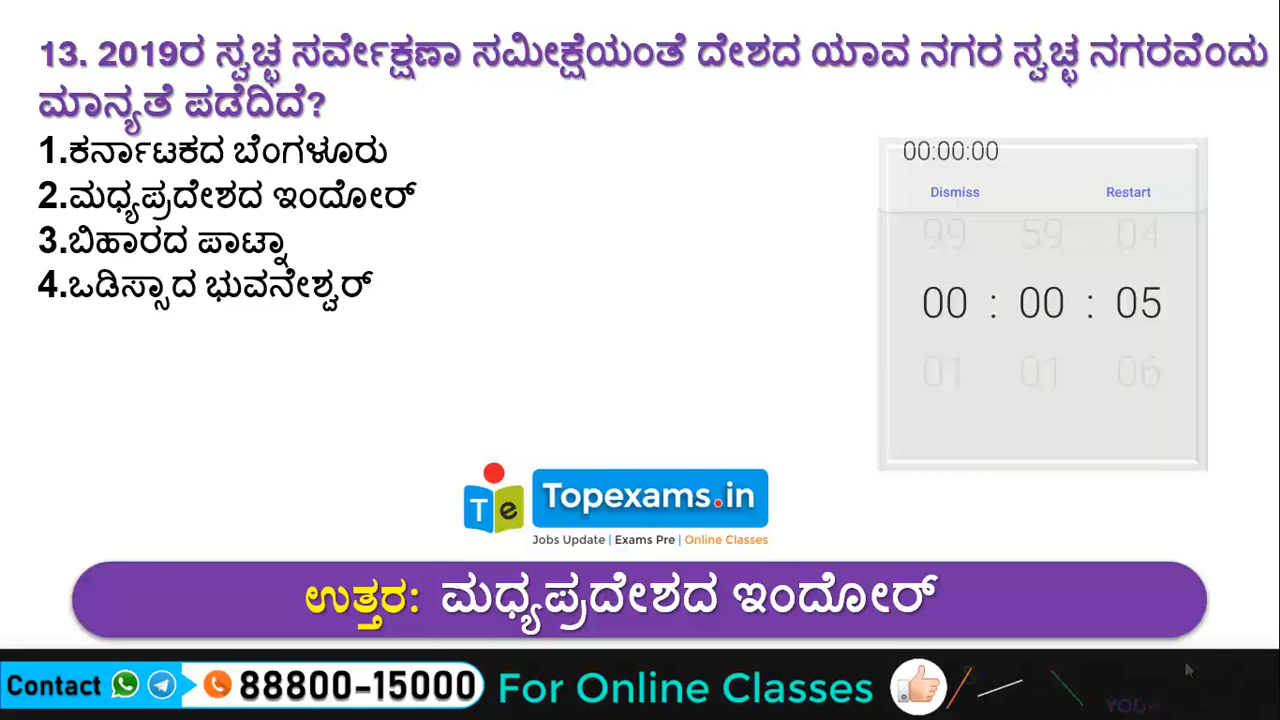 13. 2019ರ ಸ್ವಚ್ಛ ಸರ್ವೇಕ್ಷಣಾ ಸಮೀಕ್ಷೆಯಂತೆ ದೇಶದ ಯಾವ ನಗರ ಸ್ವಚ್ಛ ನಗರವೆಂದು
ಮಾನ್ಯತೆ ಪಡೆದಿದೆ?
1.ಕರ್ನಾಟಕದ ಬೆಂಗಳೂರು
2.ಮಧ್ಯಪ್ರದೇಶದ ಇಂದೋರ್
3.ಬಿಹಾರದ ಪಾಟ್ನಾ
4.ಒಡಿಸ್ಸಾದ ಭುವನೇಶ್ವರ್
00:00:00
Dismiss Restart
99 59 04
00 : 00 : 05
01 01 06
Te Topexams.in
Jobs Update | Exams Pre | Online Classes
ಉತ್ತರ: ಮಧ್ಯಪ್ರದೇಶದ ಇಂದೋರ್
Contact 88800-15000 For Online Classes